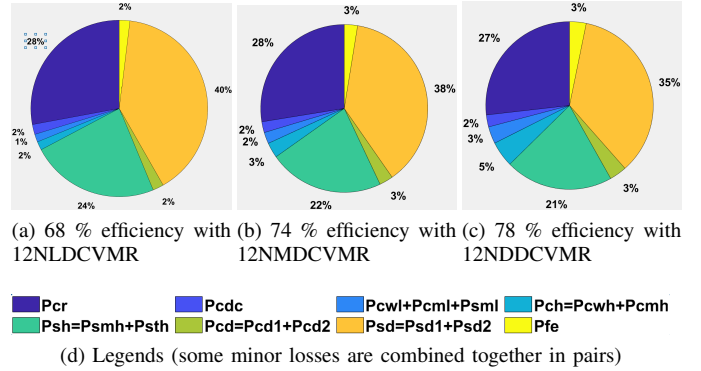 2%
28%
40%
2%
1%
2%
24%
2%
3%
28%
38%
2%
2%
3%
22%
3%
3%
27%
35%
2%
3%
5%
21%
3%
(a) 68 % efficiency with
12NLDCVMR
(b) 74 % efficiency with
12NMDCVMR
(c) 78 % efficiency with
12NDDCVMR
Pcr Pcdc Pcwl+Pcml+Psml Pch=Pcwh+Pcmh
Psh=Psmh+Psth Pcd=Pcd1+Pcd2 Psd=Psd1+Psd2 Pfe
(d) Legends (some minor losses are combined together in pairs)